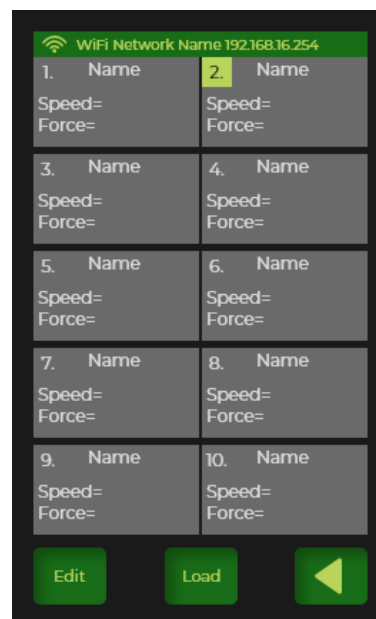 WiFi Network Name 192.168.16.254
1. Name
Speed=
Force=
2. Name
Speed=
Force=
3. Name
Speed=
Force=
4. Name
Speed=
Force=
5. Name
Speed=
Force=
6. Name
Speed=
Force=
7. Name
Speed=
Force=
8. Name
Speed=
Force=
9. Name
Speed=
Force=
10. Name
Speed=
Force=
Edit
Load